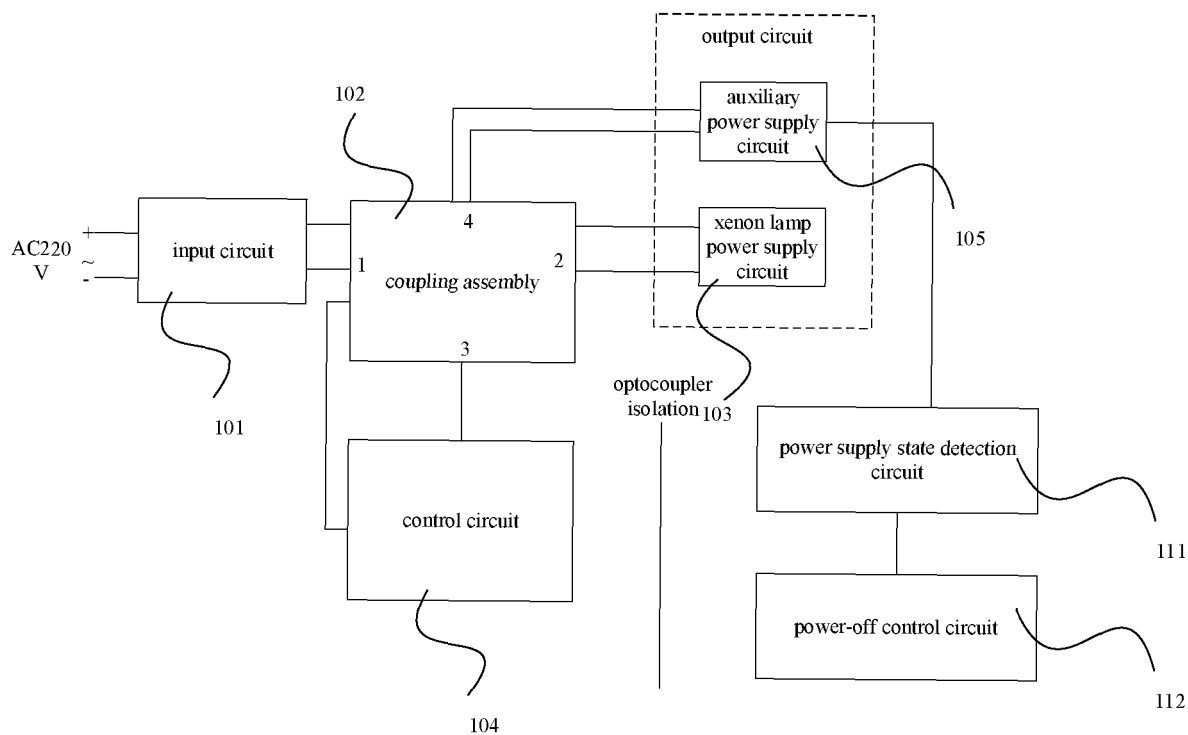 output circuit
102
auxiliary
power supply
circuit
AC220
V
+
~
-
input circuit
4
1
coupling assembly
2
3
xenon lamp
power supply
circuit
105
optocoupler
isolation
103
101
power supply state detection
circuit
control circuit
111
power-off control circuit
104
112